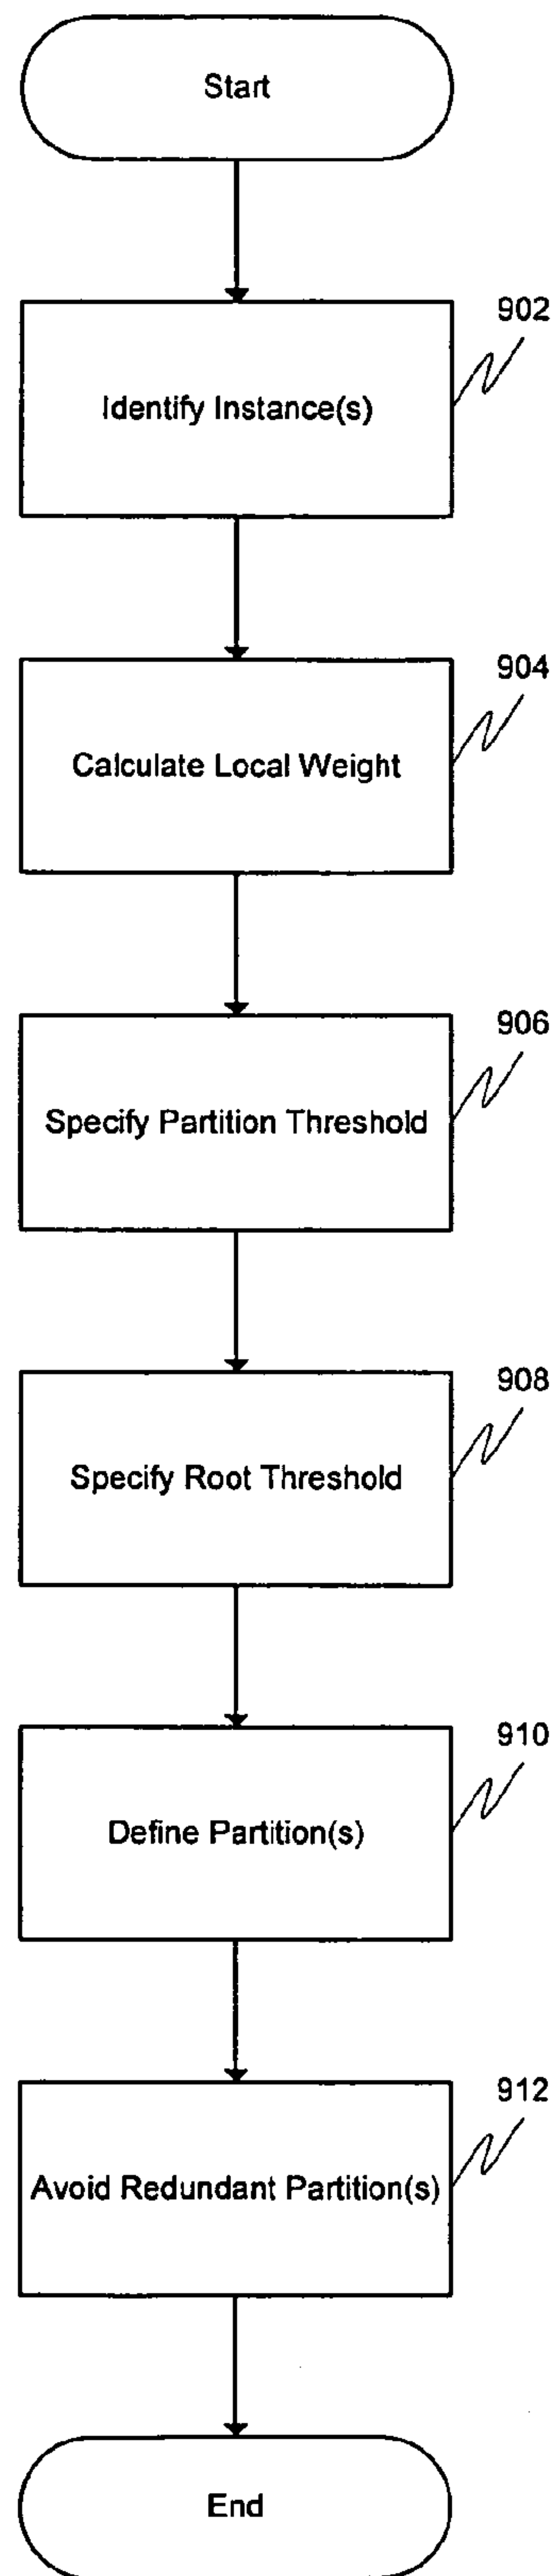 Start
902
Identify Instance(s)
904
Calculate Local Weight
906
Specify Partition Threshold
908
Specify Root Threshold
910
Define Partition(s)
912
Avoid Redundant Partition(s)
End